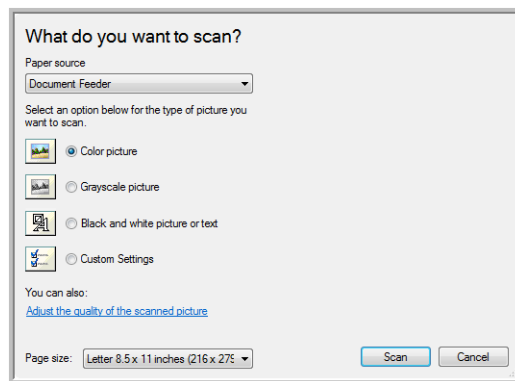 What do you want to scan?
Paper source
Document Feeder
Select an option below for the type of picture you
want to scan.
Color picture
Grayscale picture
Black and white picture or text
Custom Settings
You can also:
Adjust the quality of the scanned picture
Page size: Letter 8.5 x 11 inches (216 x 279 Scan Cancel